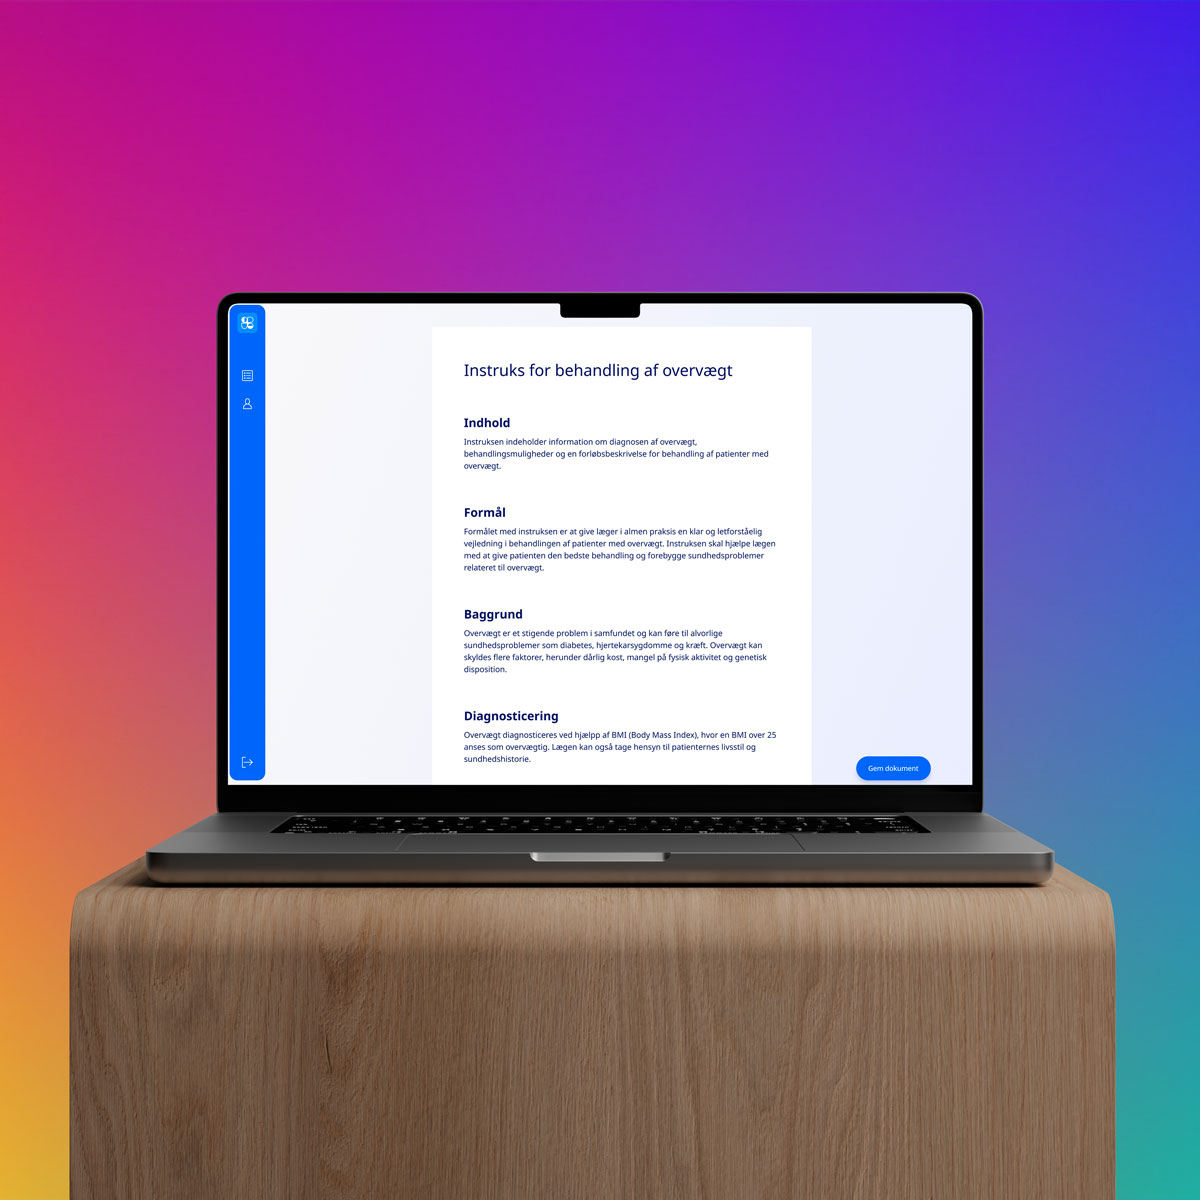 Instruks for behandling af overvægt
Indhold
Instruksen indeholder information om diagnosen af overvægt,
behandlingsmuligheder og en forløbsbeskrivelse for behandling af patienter med
overvægt.
Formål
Formålet med instruksen er at give læger i almen praksis en klar og letforståelig
vejledning i behandlingen af patienter med overvægt. Instruksen skal hjælpe lægen
med at give patienten den bedste behandling og forebygge sundhedsproblemer
relateret til overvægt.
Baggrund
Overvægt er et stigende problem i samfundet og kan føre til alvorlige
sundhedsproblemer som diabetes, hjertekarsygdomme og kræft. Overvægt kan
skyldes flere faktorer, herunder dårlig kost, mangel på fysisk aktivitet og genetisk
disposition.
Diagnosticering
Overvægt diagnosticeres ved hjælpp af BMI (Body Mass Index), hvor en BMI over 25
anses som overvægtig. Lægen kan også tage hensyn til patienternes livsstil og
sundhedshistorie.
Gem dokument